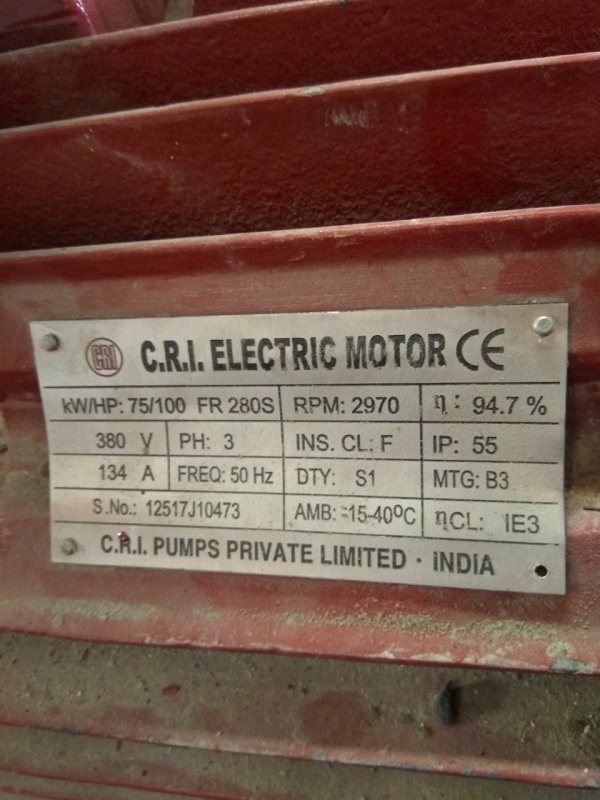 CRI C.R.I. ELECTRIC MOTOR CE
kW/HP: 75/100 FR 280S RPM: 2970 η: 94.7 %
380 V PH: 3 INS. CL: F IP: 55
134 A FREQ: 50 Hz DTY: S1 MTG: B3
S.No.: 12517J10473 AMB: -15-40ºC ηCL: IE3
C.R.I. PUMPS PRIVATE LIMITED · INDIA